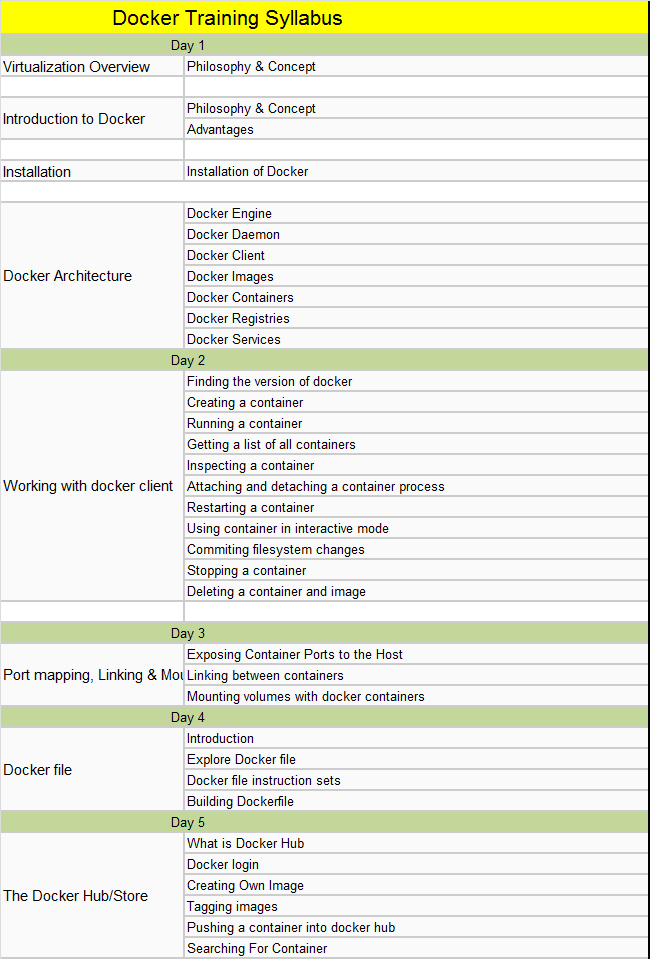 Docker Training Syllabus
Day 1
Virtualization Overview Philosophy & Concept
Introduction to Docker
Philosophy & Concept
Advantages
Installation Installation of Docker
Docker Architecture
Docker Engine
Docker Daemon
Docker Client
Docker Images
Docker Containers
Docker Registries
Docker Services
Day 2
Working with docker client
Finding the version of docker
Creating a container
Running a container
Getting a list of all containers
Inspecting a container
Attaching and detaching a container process
Restarting a container
Using container in interactive mode
Commiting filesystem changes
Stopping a container
Deleting a container and image
Day 3
Port mapping, Linking & Mou
Exposing Container Ports to the Host
Linking between containers
Mounting volumes with docker containers
Day 4
Docker file
Introduction
Explore Docker file
Docker file instruction sets
Building Dockerfile
Day 5
The Docker Hub/Store
What is Docker Hub
Docker login
Creating Own Image
Tagging images
Pushing a container into docker hub
Searching For Container